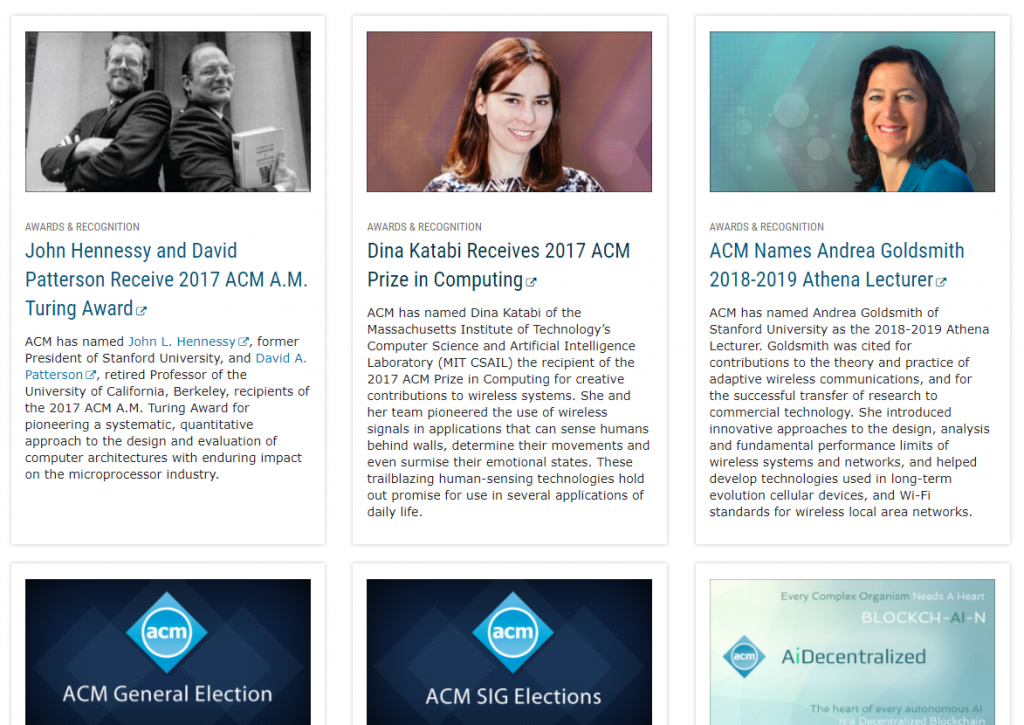 AWARDS & RECOGNITION
John Hennessy and David
Patterson Receive 2017 ACM A.M.
Turing Award
ACM has named John L. Hennessy, former
President of Stanford University, and David A.
Patterson, retired Professor of the
University of California, Berkeley, recipients of
the 2017 ACM A.M. Turing Award for
pioneering a systematic, quantitative
approach to the design and evaluation of
computer architectures with enduring impact
on the microprocessor industry.
AWARDS & RECOGNITION
Dina Katabi Receives 2017 ACM
Prize in Computing
ACM has named Dina Katabi of the
Massachusetts Institute of Technology’s
Computer Science and Artificial Intelligence
Laboratory (MIT CSAIL) the recipient of the
2017 ACM Prize in Computing for creative
contributions to wireless systems. She and
her team pioneered the use of wireless
signals in applications that can sense humans
behind walls, determine their movements and
even surmise their emotional states. These
trailblazing human-sensing technologies hold
out promise for use in several applications of
daily life.
AWARDS & RECOGNITION
ACM Names Andrea Goldsmith
2018-2019 Athena Lecturer
ACM has named Andrea Goldsmith of
Stanford University as the 2018-2019 Athena
Lecturer. Goldsmith was cited for
contributions to the theory and practice of
adaptive wireless communications, and for
the successful transfer of research to
commercial technology. She introduced
innovative approaches to the design, analysis
and fundamental performance limits of
wireless systems and networks, and helped
develop technologies used in long-term
evolution cellular devices, and Wi-Fi
standards for wireless local area networks.
acm
ACM General Election
acm
ACM SIG Elections
Every Complex Organism Needs A Heart
BLOCKCH-AI-N
acm
AiDecentralized
The heart of every autonomous AI
is a Decentralized Blockchain